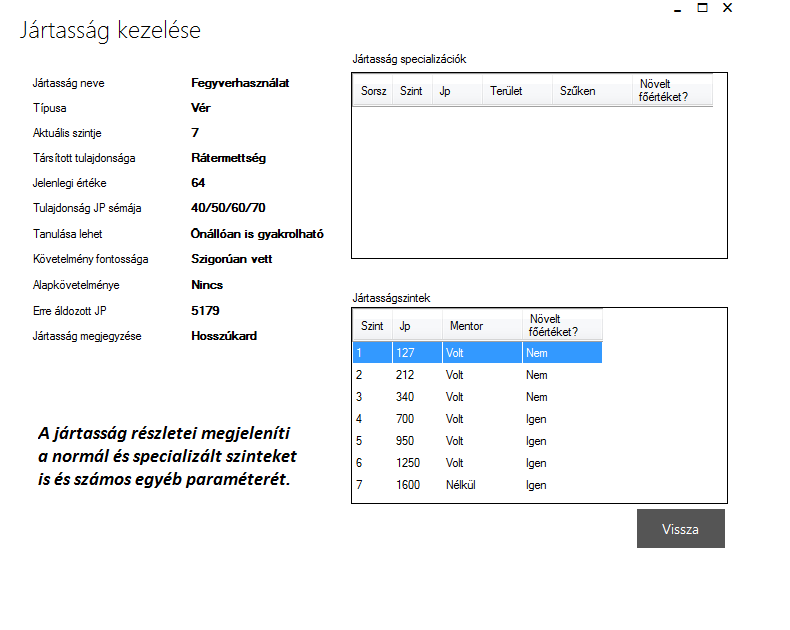 Jártasság kezelése
Jártasság neve Fegyverhasználat
Típusa Vér
Aktuális szintje 7
Társított tulajdonsága Rátermettség
Jelenlegi értéke 64
Tulajdonság JP sémája 40/50/60/70
Tanulása lehet Önállóan is gyakrolható
Követelmény fontossága Szigorúan vett
Alapkövetelménye Nincs
Erre áldozott JP 5179
Jártasság megjegyzése Hosszúkard
A jártasság részletei megjeleníti
a normál és specializált szinteket
is és számos egyéb paraméterét.
Jártasság specializációk
Sorsz Szint Jp Terület Szűken Növelt
főértéket?
Jártasságszintek
Szint Jp Mentor Növelt
főértéket?
1 127 Volt Nem
2 212 Volt Nem
3 340 Volt Nem
4 700 Volt Igen
5 950 Volt Igen
6 1250 Volt Igen
7 1600 Nélkül Igen
Vissza